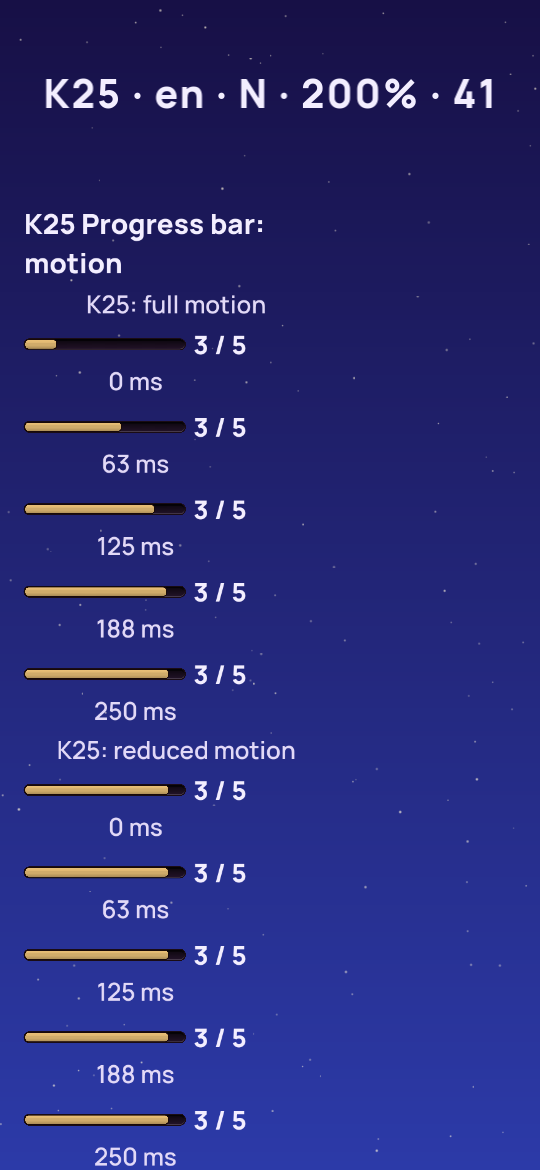 K25 · en · N · 200% · 41
K25 Progress bar:
motion
K25: full motion
3 / 5
0 ms
3 / 5
63 ms
3 / 5
125 ms
3 / 5
188 ms
3 / 5
250 ms
K25: reduced motion
3 / 5
0 ms
3 / 5
63 ms
3 / 5
125 ms
3 / 5
188 ms
3 / 5
250 ms